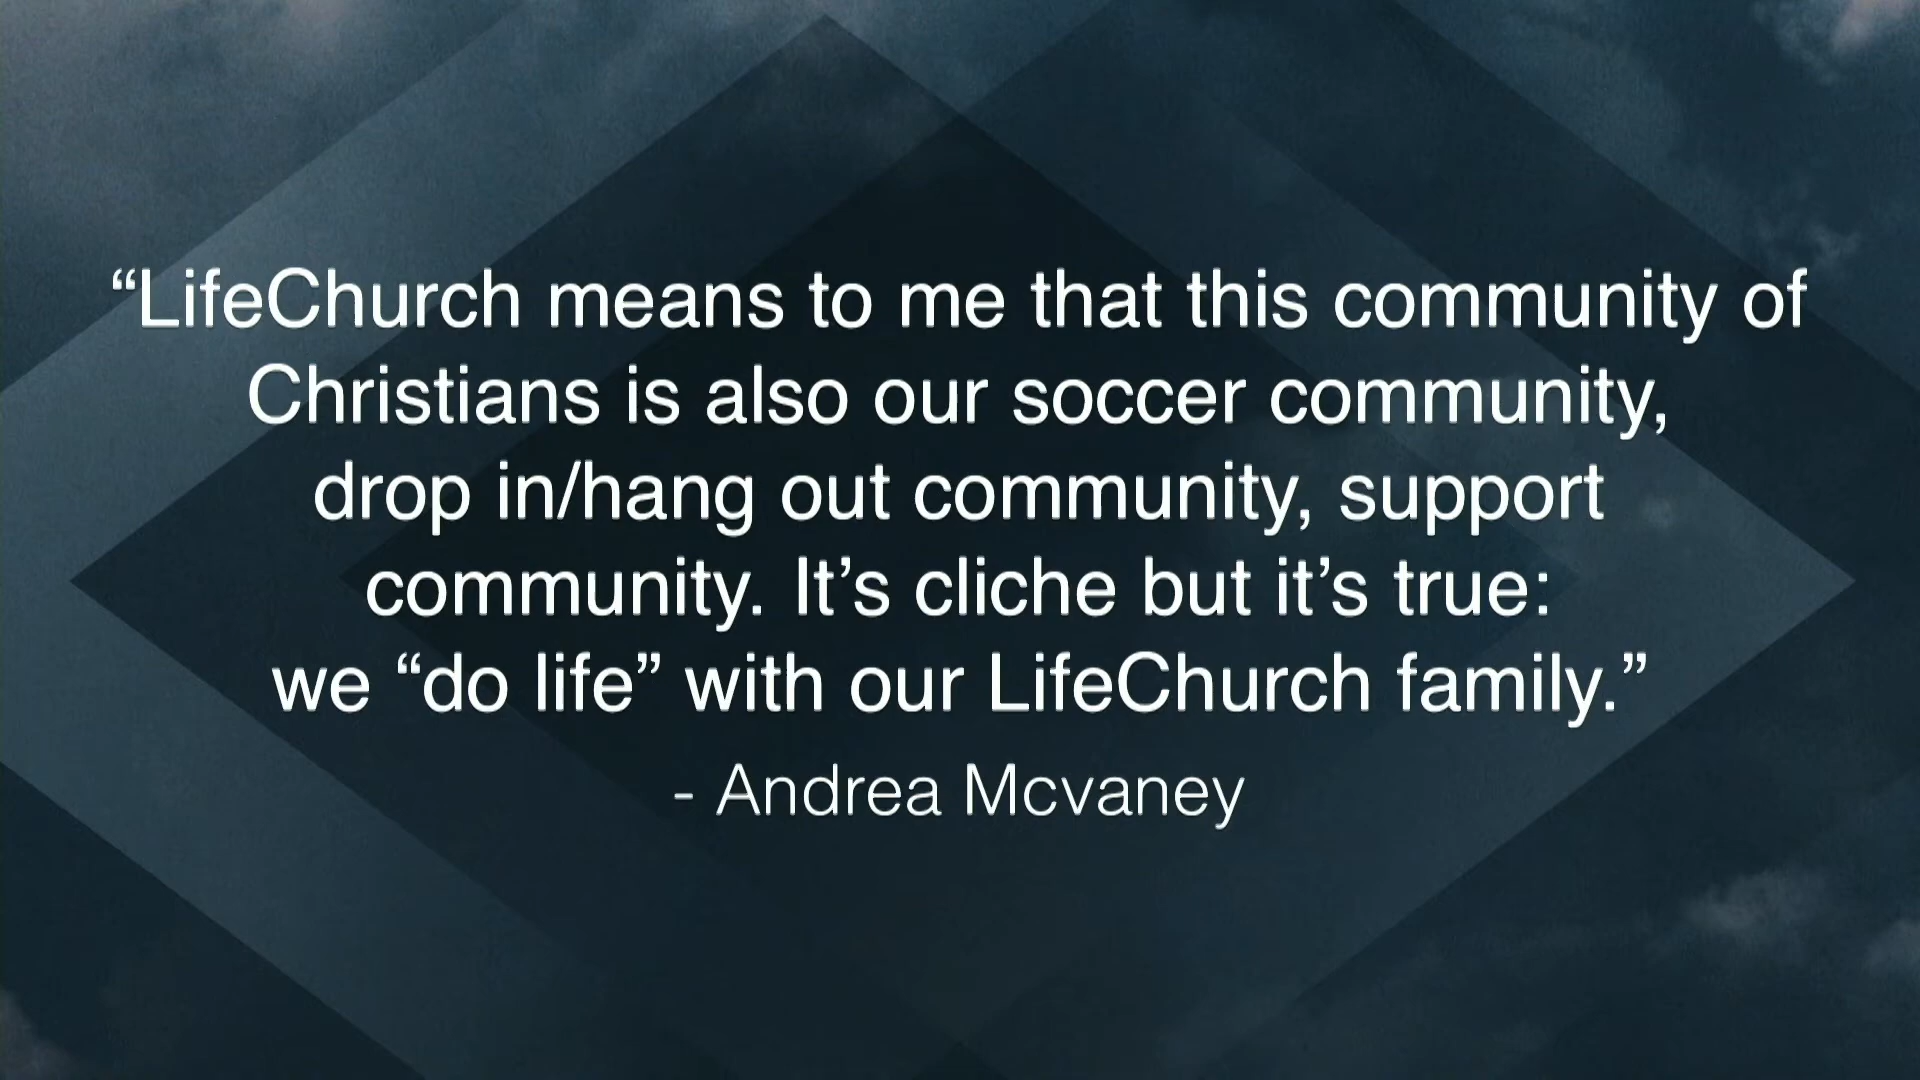 “LifeChurch means to me that this community of
Christians is also our soccer community,
drop in/hang out community, support
community. It’s cliche but it’s true:
we “do life” with our LifeChurch family.”
- Andrea Mcvaney